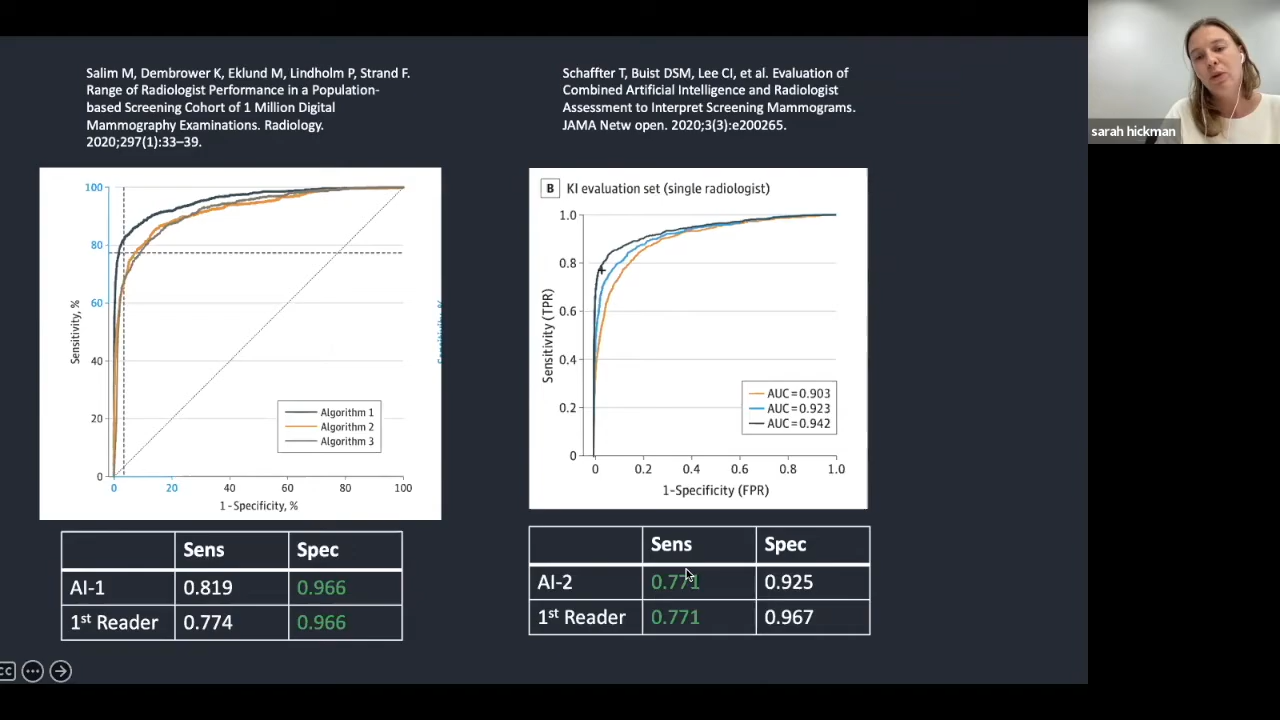 Salim M, Dembrower K, Eklund M, Lindholm P, Strand F.
Range of Radiologist Performance in a Population-
based Screening Cohort of 1 Million Digital
Mammography Examinations. Radiology.
2020;297(1):33–39.
Schaffter T, Buist DSM, Lee CI, et al. Evaluation of
Combined Artificial Intelligence and Radiologist
Assessment to Interpret Screening Mammograms.
JAMA Netw open. 2020;3(3):e200265.
sarah hickman
100
80
60
40
20
0
Sensitivity, %
0 20 40 60 80 100
1 - Specificity, %
Algorithm 1
Algorithm 2
Algorithm 3
Sensitivity, %
B KI evaluation set (single radiologist)
1.0
0.8
0.6
0.4
0.2
0
Sensitivity (TPR)
0 0.2 0.4 0.6 0.8 1.0
1-Specificity (FPR)
AUC=0.903
AUC=0.923
AUC=0.942
Sens Spec
AI-1 0.819 0.966
1st Reader 0.774 0.966
Sens Spec
AI-2 0.771 0.925
1st Reader 0.771 0.967
CC